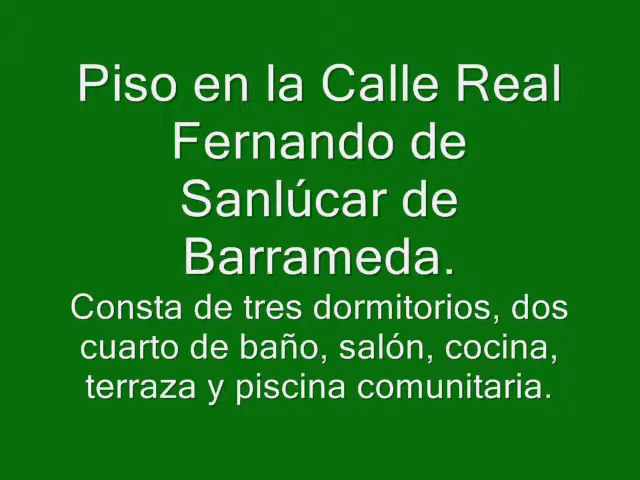 Piso en la Calle Real
Fernando de
Sanlúcar de
Barrameda.
Consta de tres dormitorios, dos
cuarto de baño, salón, cocina,
terraza y piscina comunitaria.